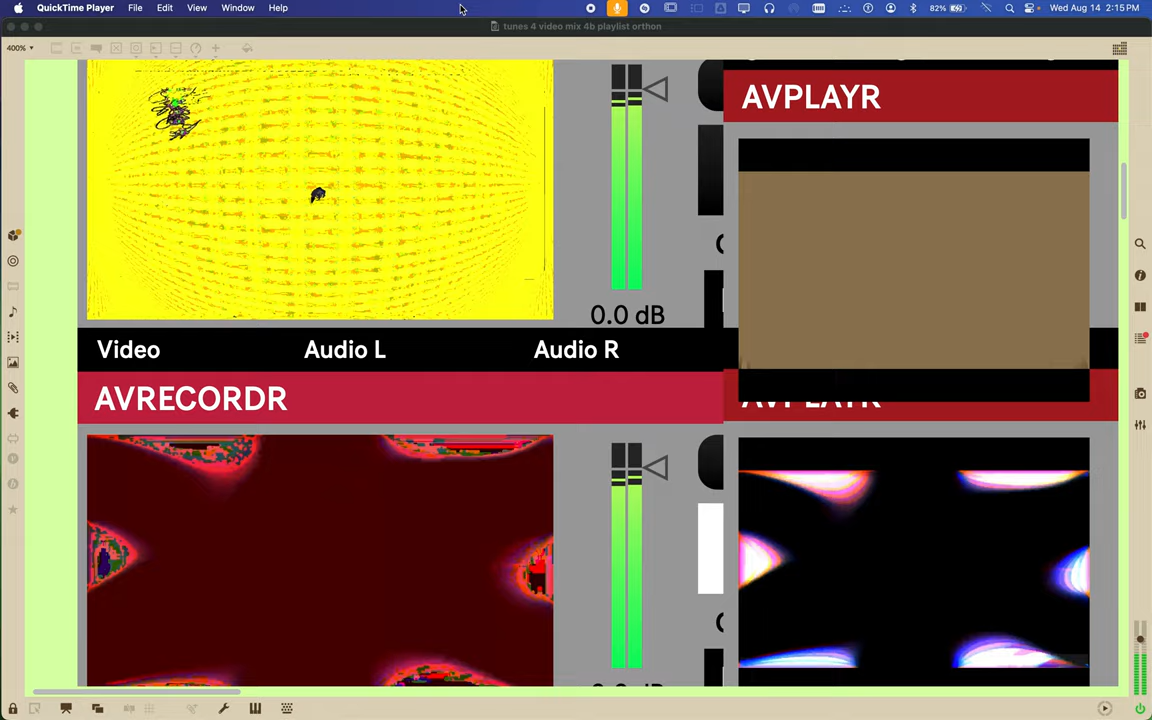 QuickTime Player File Edit View Window Help 82% Wed Aug 14 2:15 PM
tunes 4 video mix 4b playlist orthon
400%
AVPLAYR
0.0 dB
Video Audio L Audio R
AVRECORDR